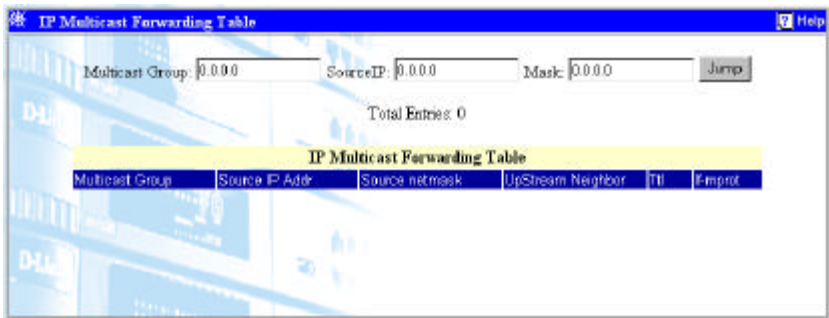 IP Multicast Forwarding Table
? Help
Multicast Group: 0.0.0.0 SourceIP: 0.0.0.0 Mask: 0.0.0.0 Jump
Total Entries: 0
D-Li
IP Multicast Forwarding Table
Multicast Group Source IP Addr Source netmask UpStream Neighbor Ttl If-mprot
D-Li